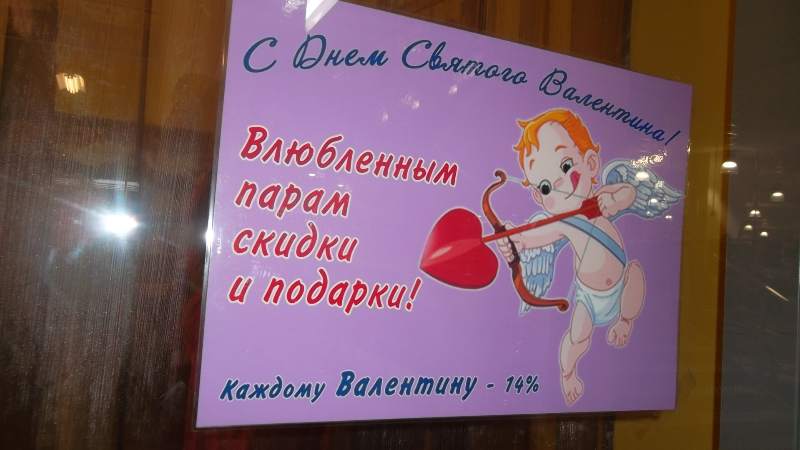 С Днем Святого Валентина!
Влюбленным
парам
скидки
и подарки!
Каждому Валентину - 14%